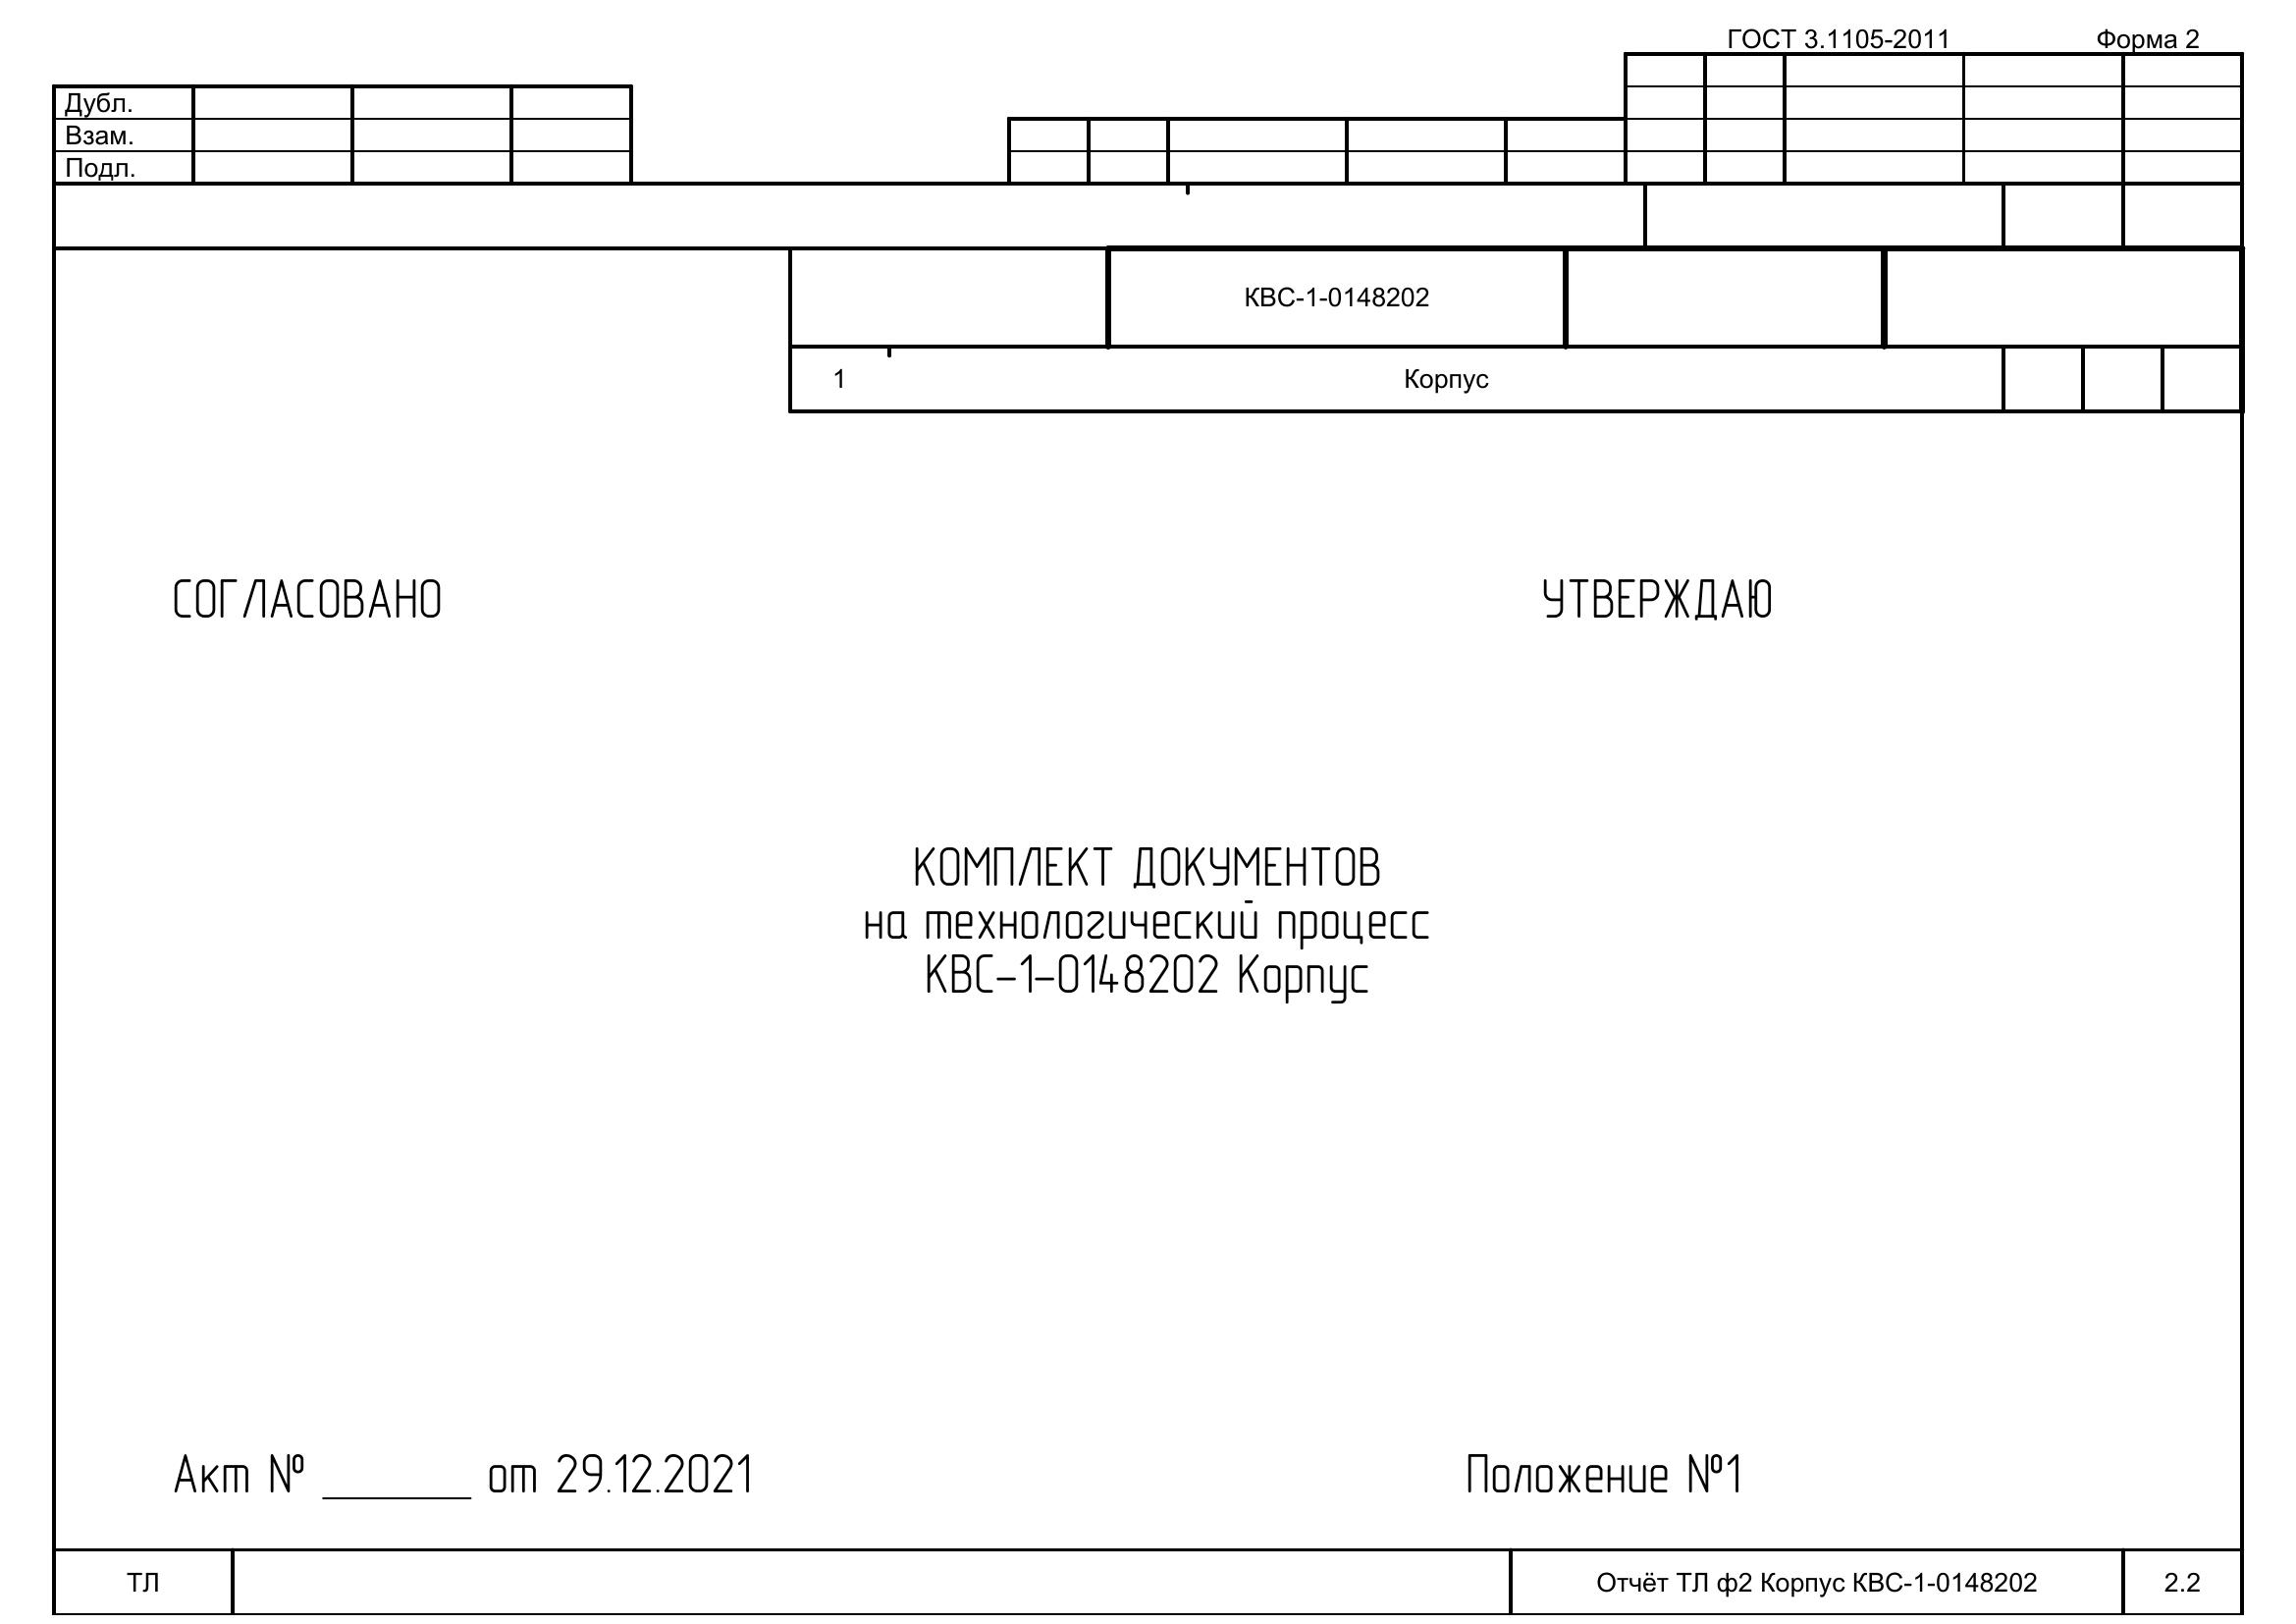 ГОСТ 3.1105-2011 Форма 2
Дубл.
Взам.
Подл.
КВС-1-0148202
1 Корпус
СОГЛАСОВАНО УТВЕРЖДАЮ
КОМПЛЕКТ ДОКУМЕНТОВ
на технологический процесс
КВС-1-0148202 Корпус
Акт № ______ от 29.12.2021 Положение №1
ТЛ Отчёт ТЛ ф2 Корпус КВС-1-0148202 2.2